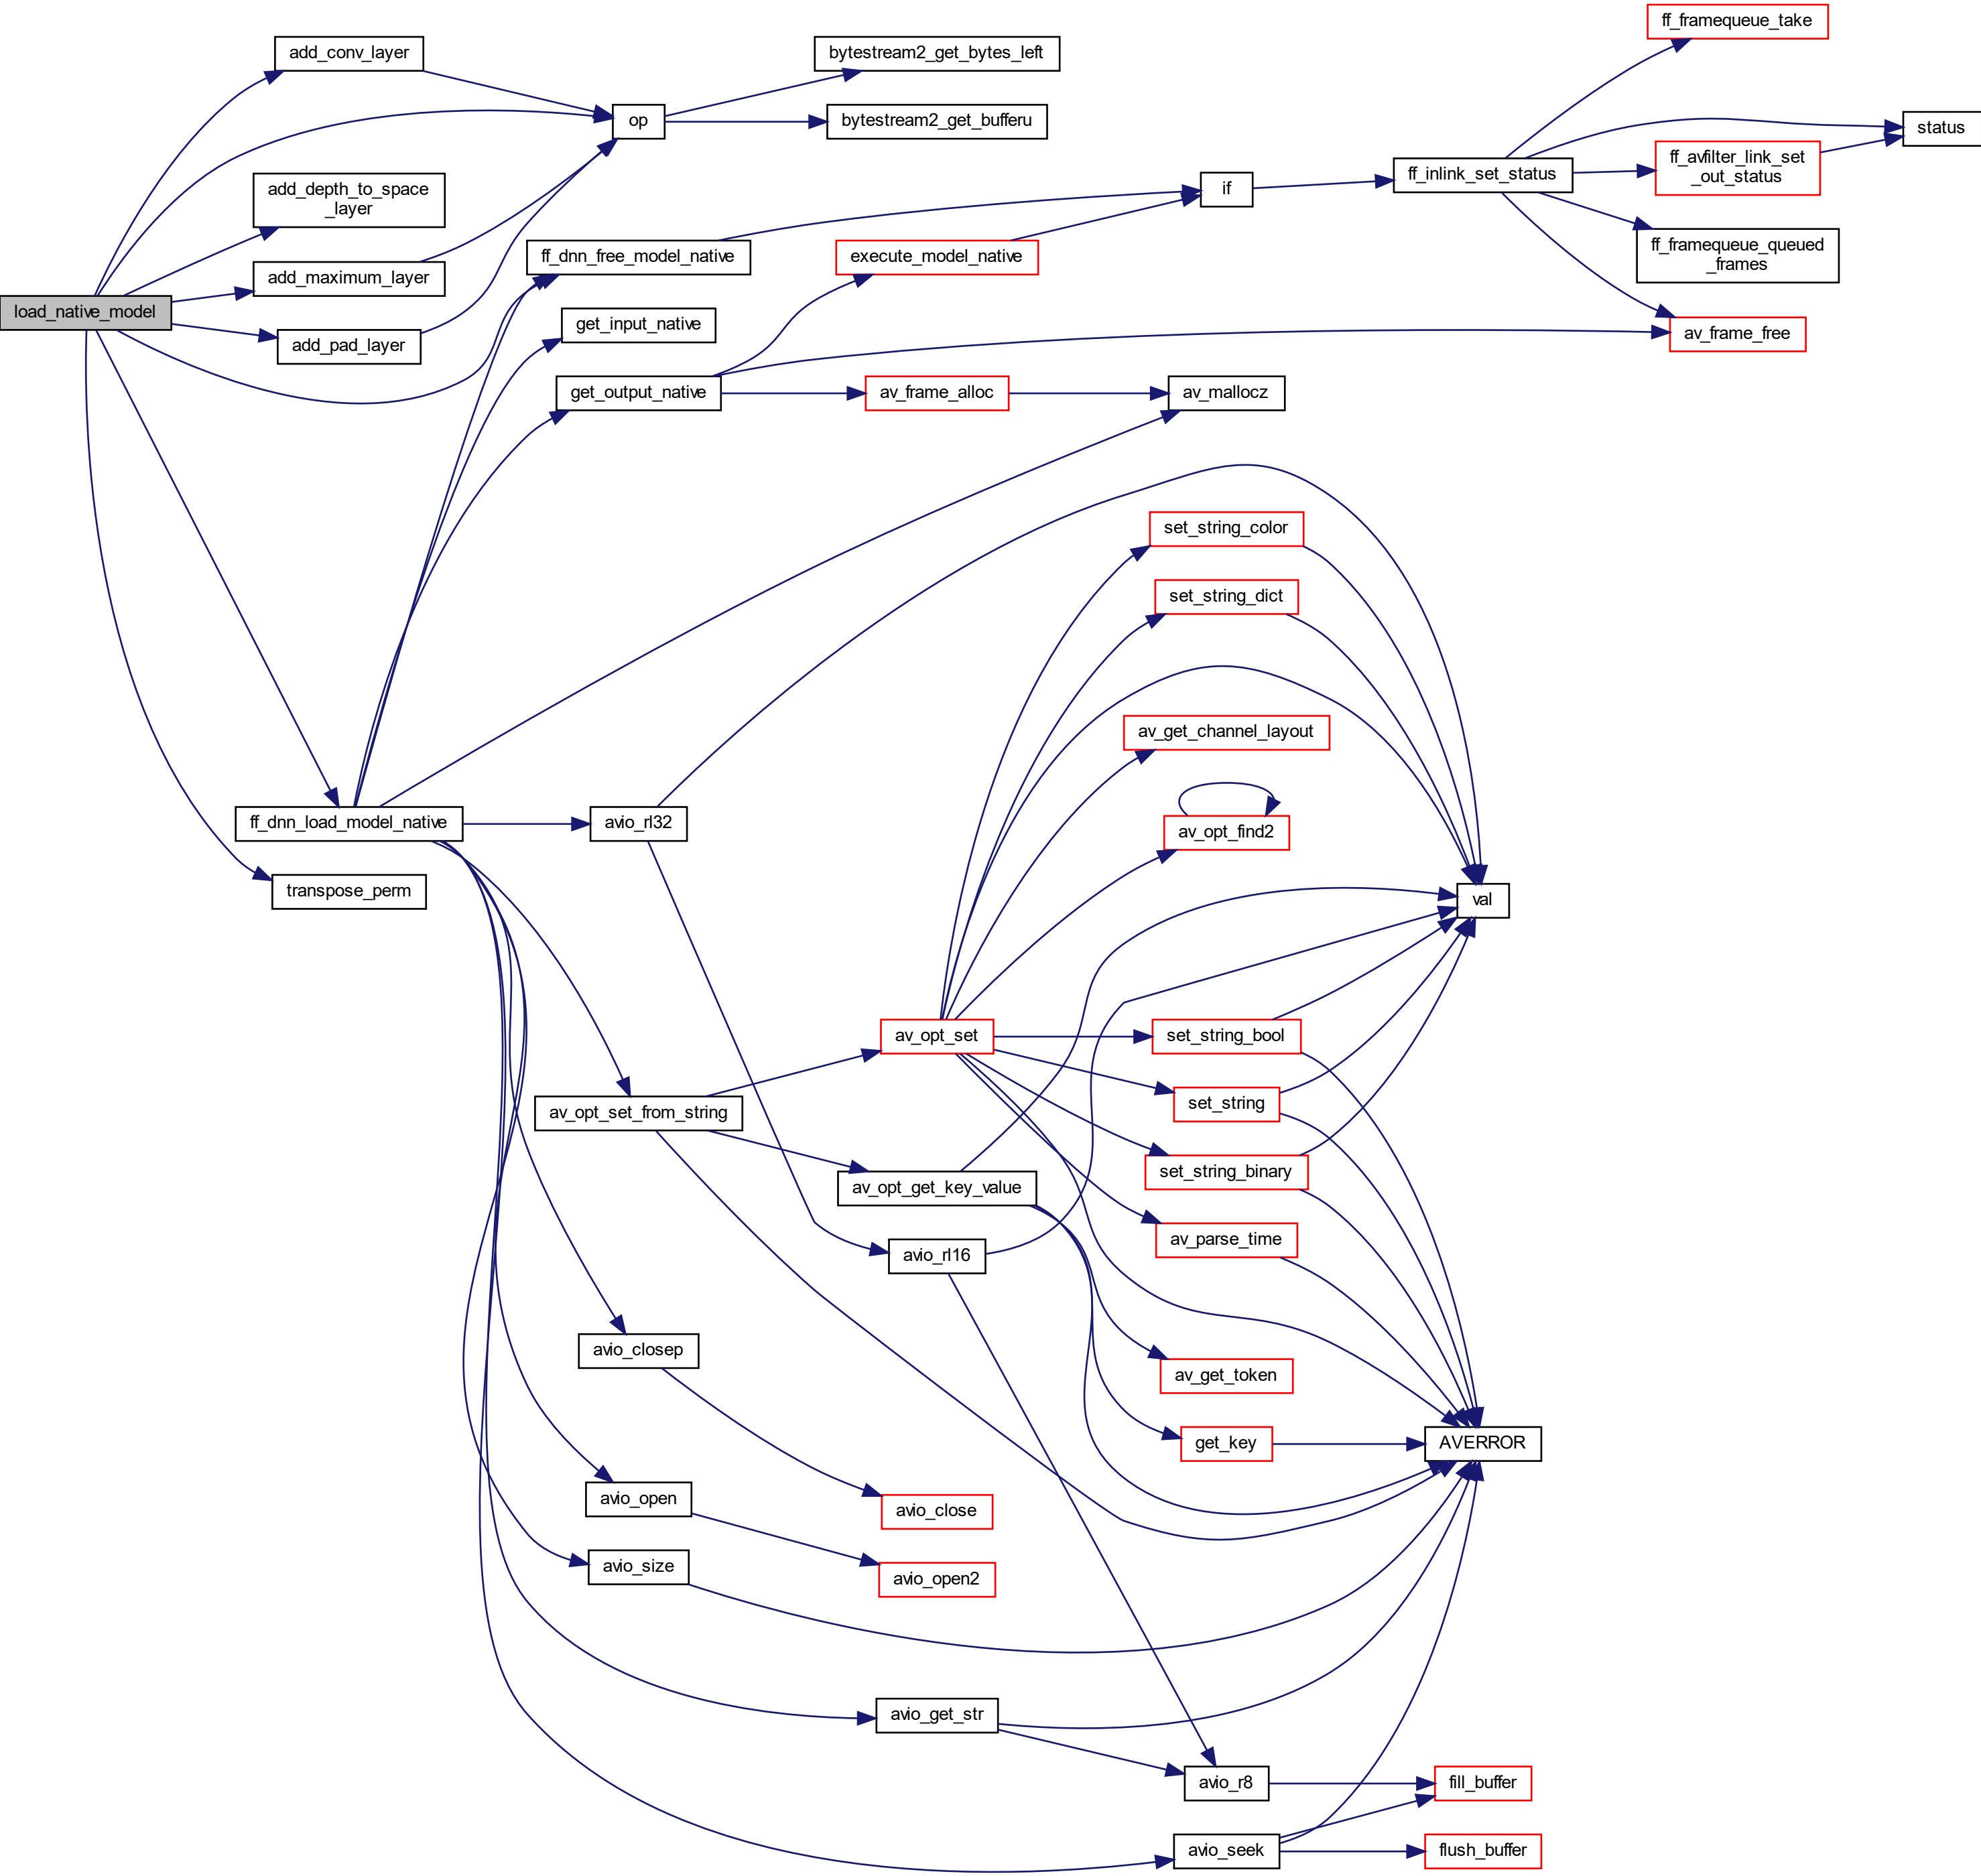 ff_framequeue_take
add_conv_layer
bytestream2_get_bytes_left
op
bytestream2_get_bufferu
status
ff_avfilter_link_set
_out_status
ff_inlink_set_status
add_depth_to_space
_layer
if
ff_framequeue_queued
_frames
ff_dnn_free_model_native
execute_model_native
add_maximum_layer
load_native_model
get_input_native
av_frame_free
add_pad_layer
get_output_native
av_frame_alloc
av_mallocz
set_string_color
set_string_dict
av_get_channel_layout
ff_dnn_load_model_native
avio_rl32
av_opt_find2
transpose_perm
val
av_opt_set
set_string_bool
av_opt_set_from_string
set_string
set_string_binary
av_opt_get_key_value
av_parse_time
avio_rl16
avio_closep
av_get_token
get_key
AVERROR
avio_open
avio_close
avio_size
avio_open2
avio_get_str
avio_r8
fill_buffer
avio_seek
flush_buffer